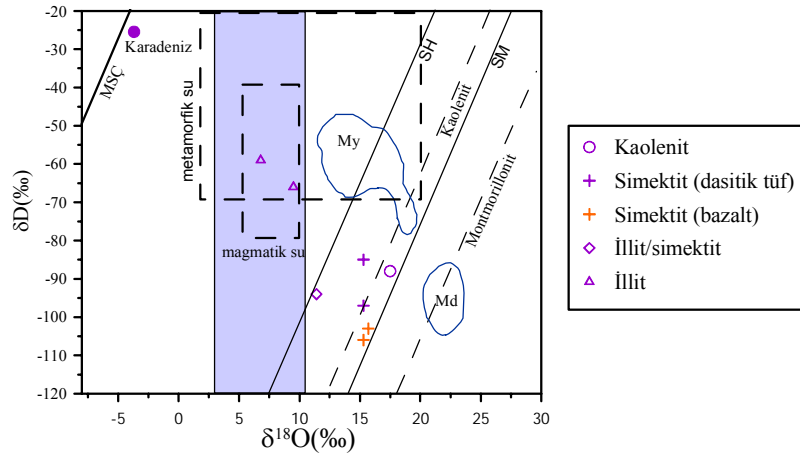 -20
-30
-40
-50
-60
-70
-80
-90
-100
-110
-120
δD(‰)
-5
0
5
10
15
20
25
30
δ¹⁸O(‰)
MSÇ
Karadeniz
metamorfik su
magmatik su
My
Md
SH
Kaolenit
SM
Montmorillonit
Kaolenit
Simektit (dasitik tüf)
Simektit (bazalt)
İllit/simektit
İllit